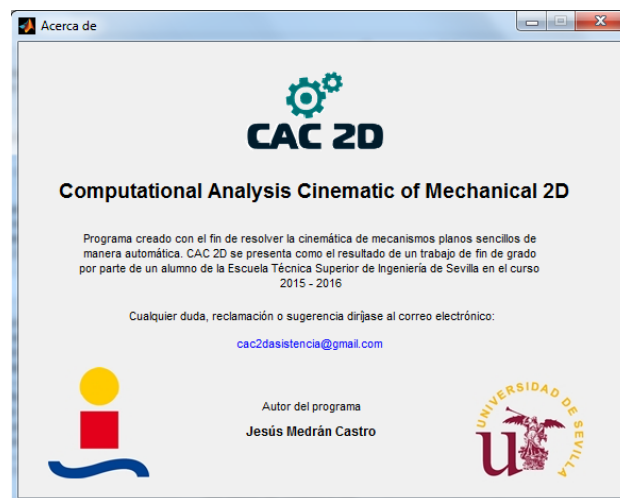 Acerca de
CAC 2D
Computational Analysis Cinematic of Mechanical 2D
Programa creado con el fin de resolver la cinemática de mecanismos planos sencillos de
manera automática. CAC 2D se presenta como el resultado de un trabajo de fin de grado
por parte de un alumno de la Escuela Técnica Superior de Ingeniería de Sevilla en el curso
2015 - 2016
Cualquier duda, reclamación o sugerencia diríjase al correo electrónico:
cac2dasistencia@gmail.com
Autor del programa
Jesús Medrán Castro
UNIVERSIDAD DE SEVILLA